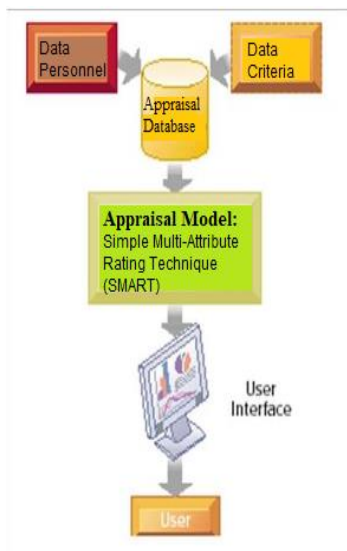 Data
Personnel
Data
Criteria
Appraisal
Database
Appraisal Model:
Simple Multi-Attribute
Rating Technique
(SMART)
User
Interface
User